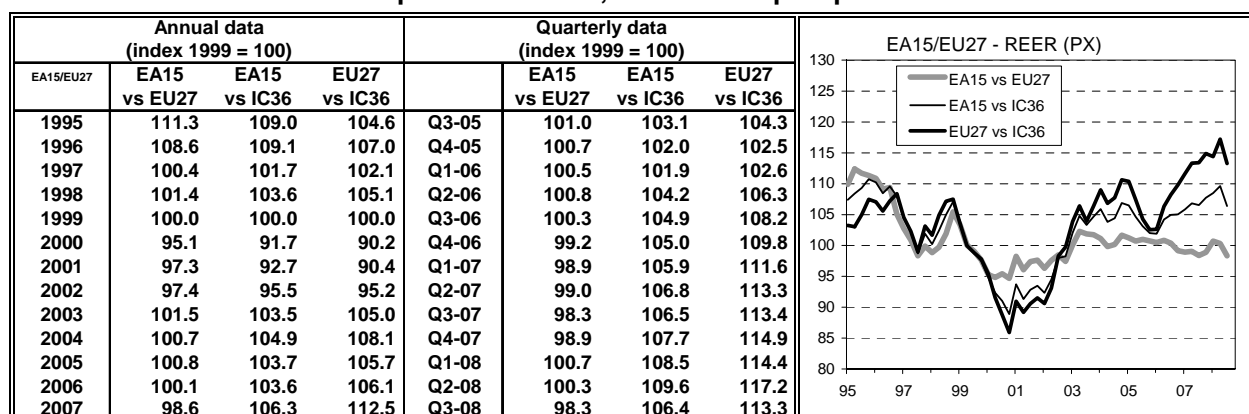 Annual data Quarterly data
(index 1999 = 100) (index 1999 = 100)
EA15/EU27 EA15 EA15 EU27 EA15 EA15 EU27
vs EU27 vs IC36 vs IC36 vs EU27 vs IC36 vs IC36
1995 111.3 109.0 104.6 Q3-05 101.0 103.1 104.3
1996 108.6 109.1 107.0 Q4-05 100.7 102.0 102.5
1997 100.4 101.7 102.1 Q1-06 100.5 101.9 102.6
1998 101.4 103.6 105.1 Q2-06 100.8 104.2 106.3
1999 100.0 100.0 100.0 Q3-06 100.3 104.9 108.2
2000 95.1 91.7 90.2 Q4-06 99.2 105.0 109.8
2001 97.3 92.7 90.4 Q1-07 98.9 105.9 111.6
2002 97.4 95.5 95.2 Q2-07 99.0 106.8 113.3
2003 101.5 103.5 105.0 Q3-07 98.3 106.5 113.4
2004 100.7 104.9 108.1 Q4-07 98.9 107.7 114.9
2005 100.8 103.7 105.7 Q1-08 100.7 108.5 114.4
2006 100.1 103.6 106.1 Q2-08 100.3 109.6 117.2
2007 98.6 106.3 112.5 Q3-08 98.3 106.4 113.3
EA15/EU27 - REER (PX)
EA15 vs EU27
EA15 vs IC36
EU27 vs IC36
130
125
120
115
110
105
100
95
90
85
80
95 97 99 01 03 05 07